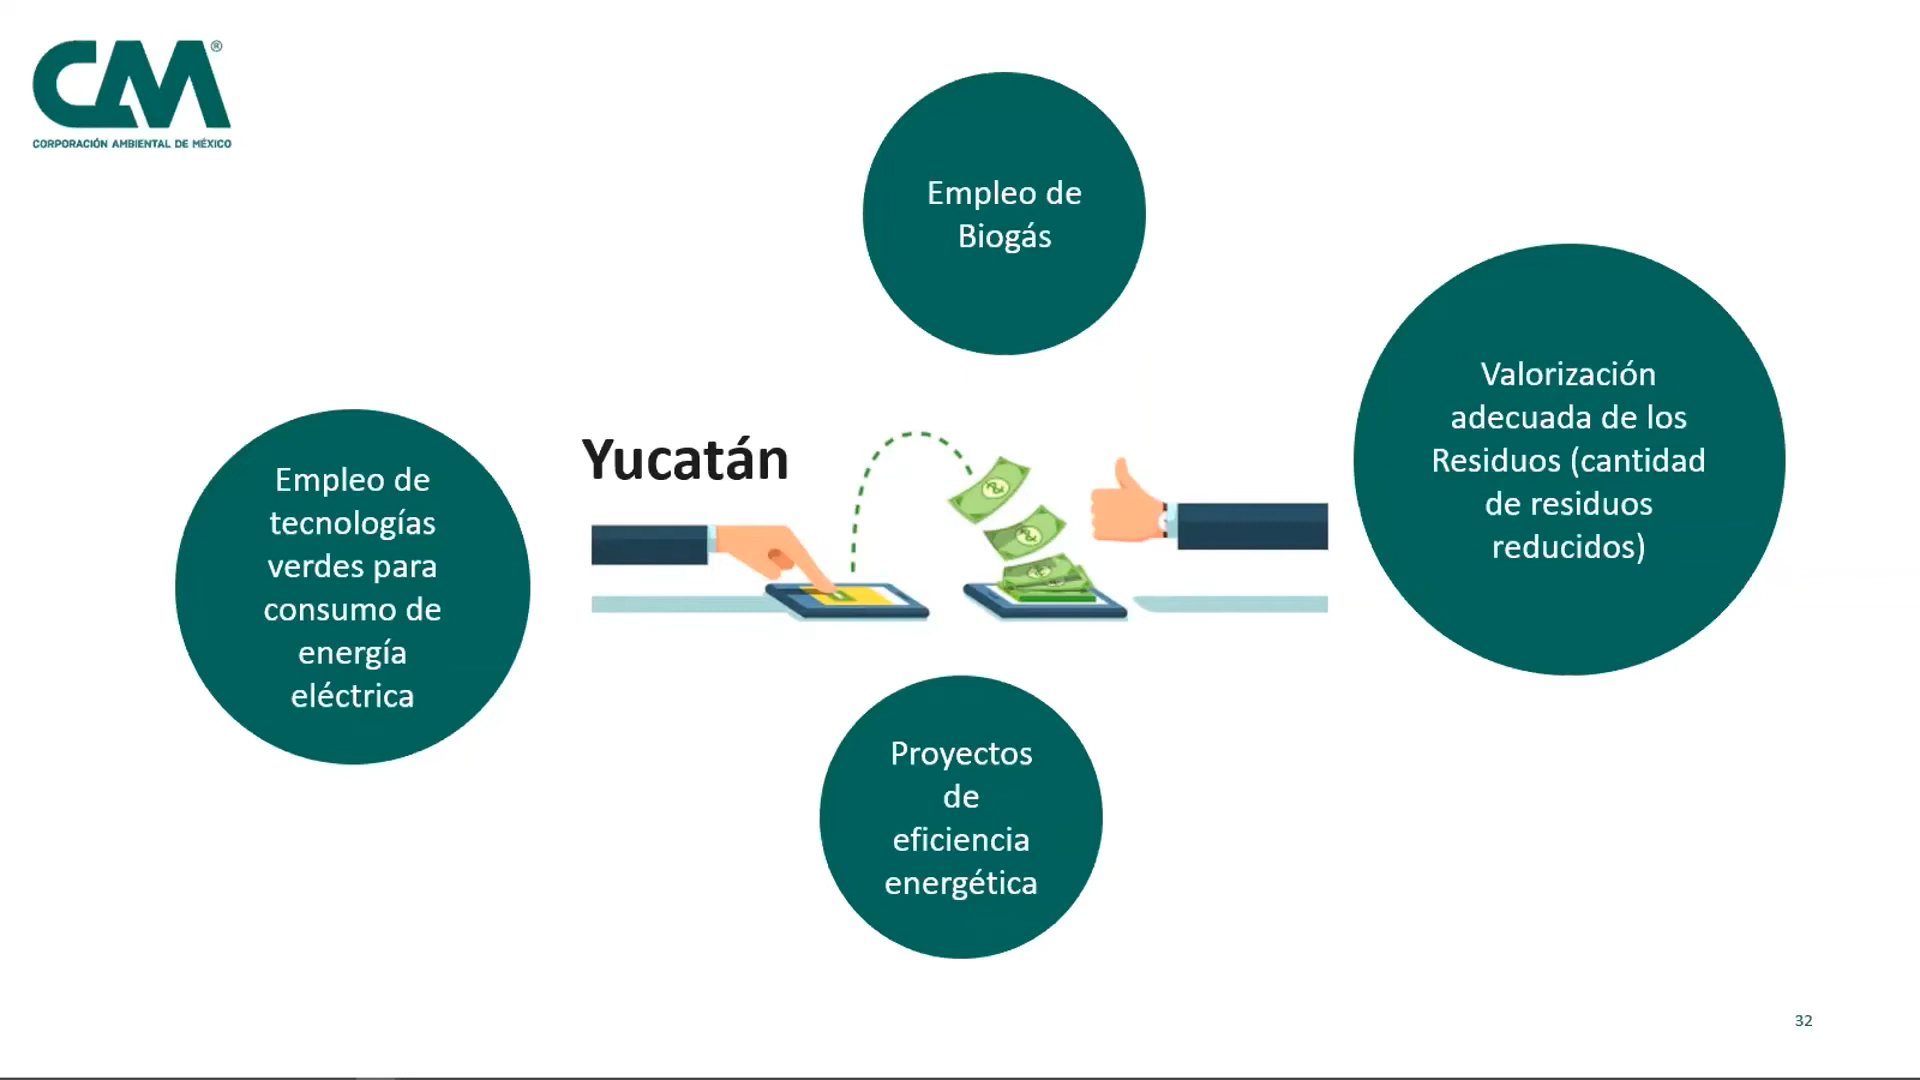 CAM®
CORPORACIÓN AMBIENTAL DE MÉXICO
Empleo de
Biogás
Valorización
adecuada de los
Residuos (cantidad
de residuos
reducidos)
Yucatán
Empleo de
tecnologías
verdes para
consumo de
energía
eléctrica
Proyectos
de
eficiencia
energética
32